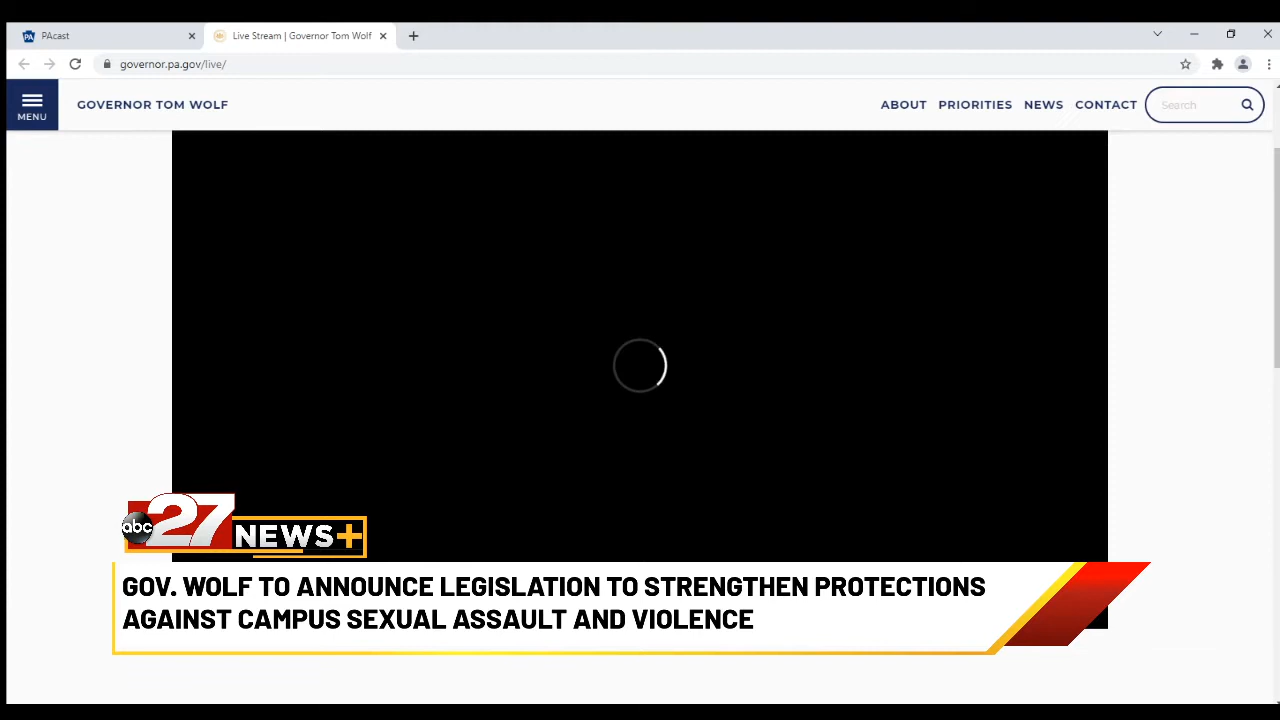 PAcast
Live Stream | Governor Tom Wolf
governor.pa.gov/live/
MENU
GOVERNOR TOM WOLF
ABOUT PRIORITIES NEWS CONTACT Search
abc 27 NEWS+
GOV. WOLF TO ANNOUNCE LEGISLATION TO STRENGTHEN PROTECTIONS
AGAINST CAMPUS SEXUAL ASSAULT AND VIOLENCE